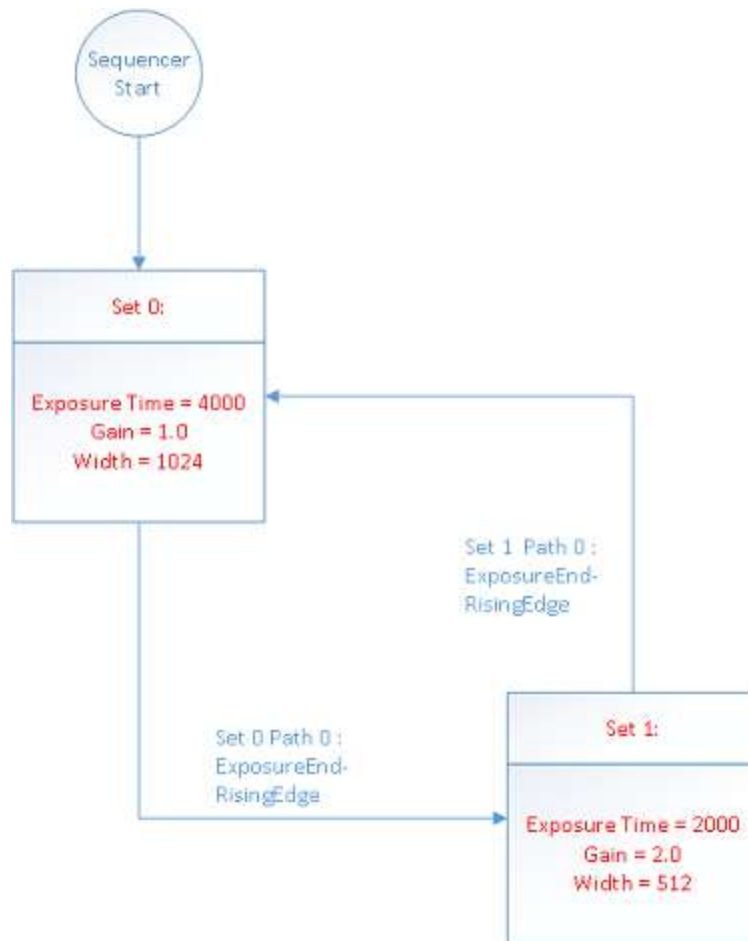 Sequencer
Start
Set 0:
Exposure Time = 4000
Gain = 1.0
Width = 1024
Set 1 Path 0 :
ExposureEnd-
RisingEdge
Set 0 Path 0 :
ExposureEnd-
RisingEdge
Set 1:
Exposure Time = 2000
Gain = 2.0
Width = 512